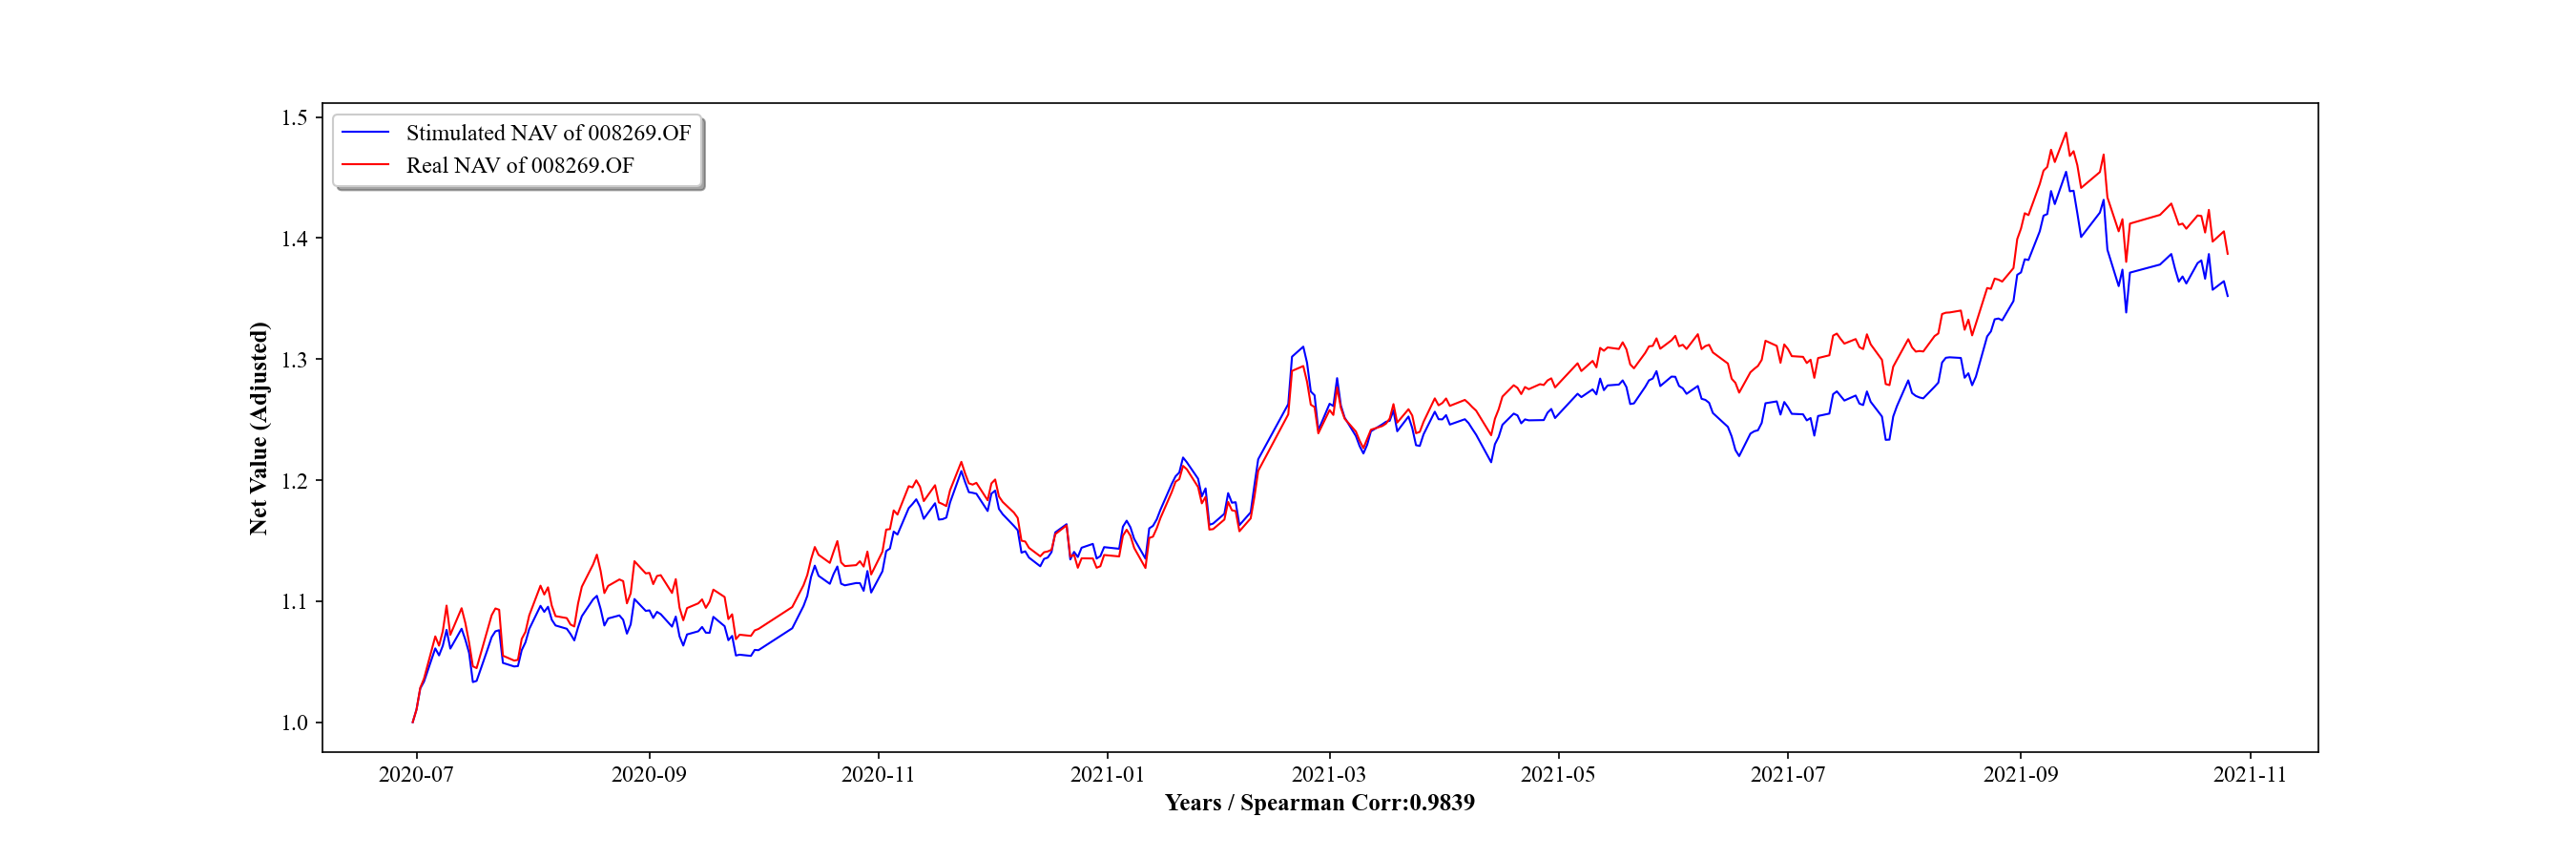 Stimulated NAV of 008269.OF
Real NAV of 008269.OF
Net Value (Adjusted)
1.5
1.4
1.3
1.2
1.1
1.0
2020-07 2020-09 2020-11 2021-01 2021-03 2021-05 2021-07 2021-09 2021-11
Years / Spearman Corr:0.9839